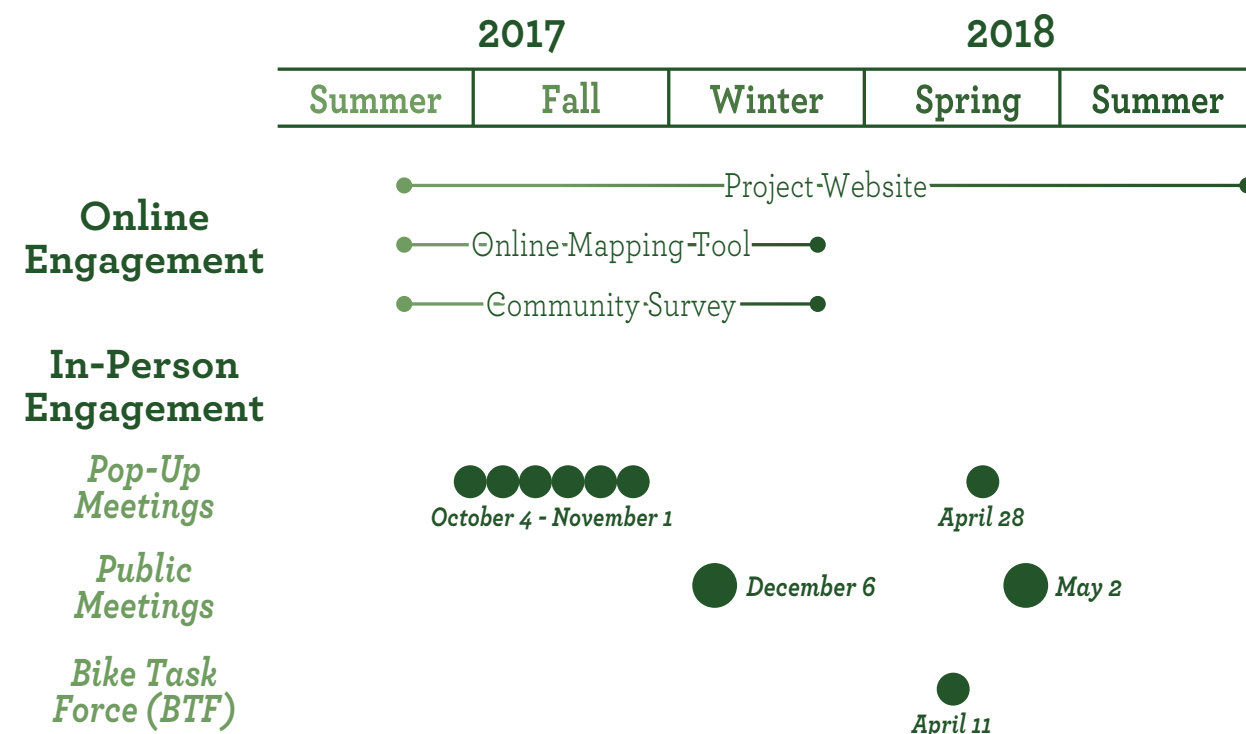 2017 2018
Summer Fall Winter Spring Summer
Project Website
Online
Engagement
Online Mapping Tool
Community Survey
In-Person
Engagement
Pop-Up
Meetings
October 4 - November 1 April 28
Public
Meetings
December 6 May 2
Bike Task
Force (BTF)
April 11